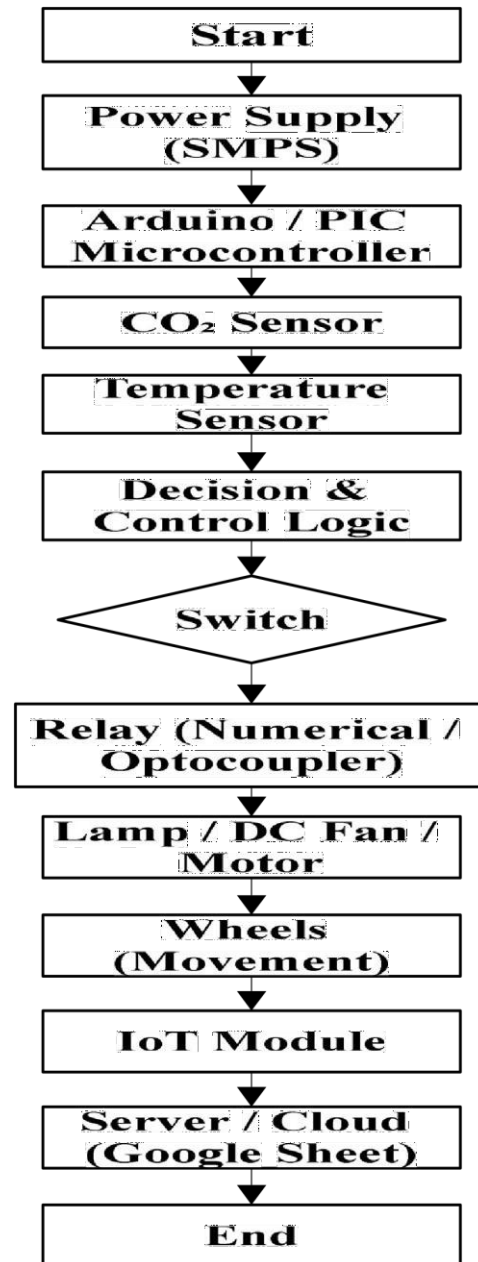 Start
Power Supply
(SMPS)
Arduino / PIC
Microcontroller
CO₂ Sensor
Temperature
Sensor
Decision &
Control Logic
Switch
Relay (Numerical /
Optocoupler)
Lamp / DC Fan /
Motor
Wheels
(Movement)
IoT Module
Server / Cloud
(Google Sheet)
End